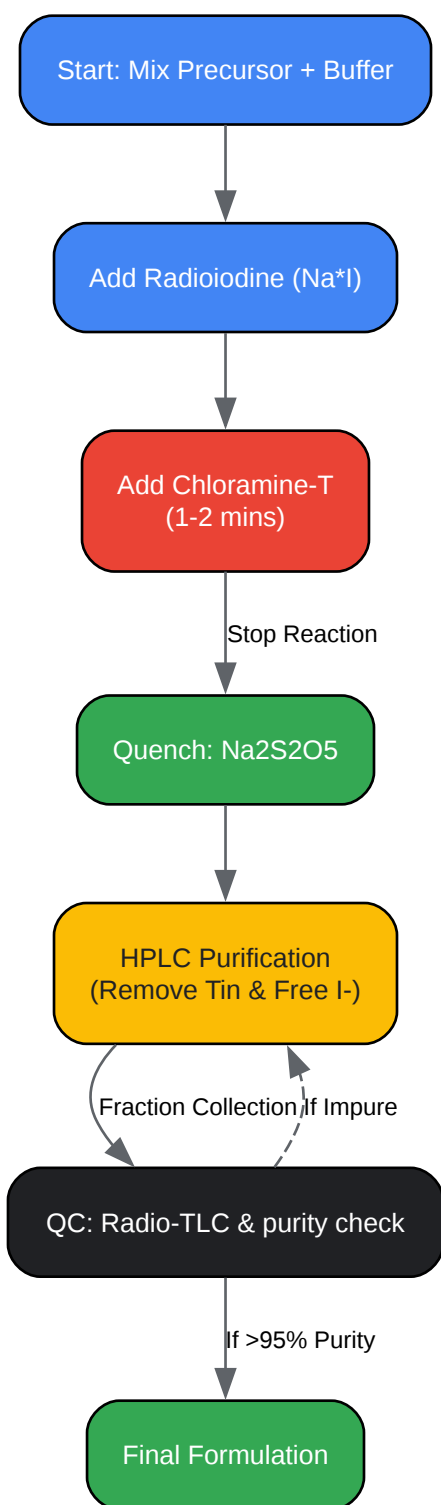 Start: Mix Precursor + Buffer
Add Radioiodine (Na*I)
Add Chloramine-T
(1-2 mins)
Stop Reaction
Quench: Na2S2O5
HPLC Purification
(Remove Tin & Free I-)
Fraction Collection
If Impure
QC: Radio-TLC & purity check
If >95% Purity
Final Formulation